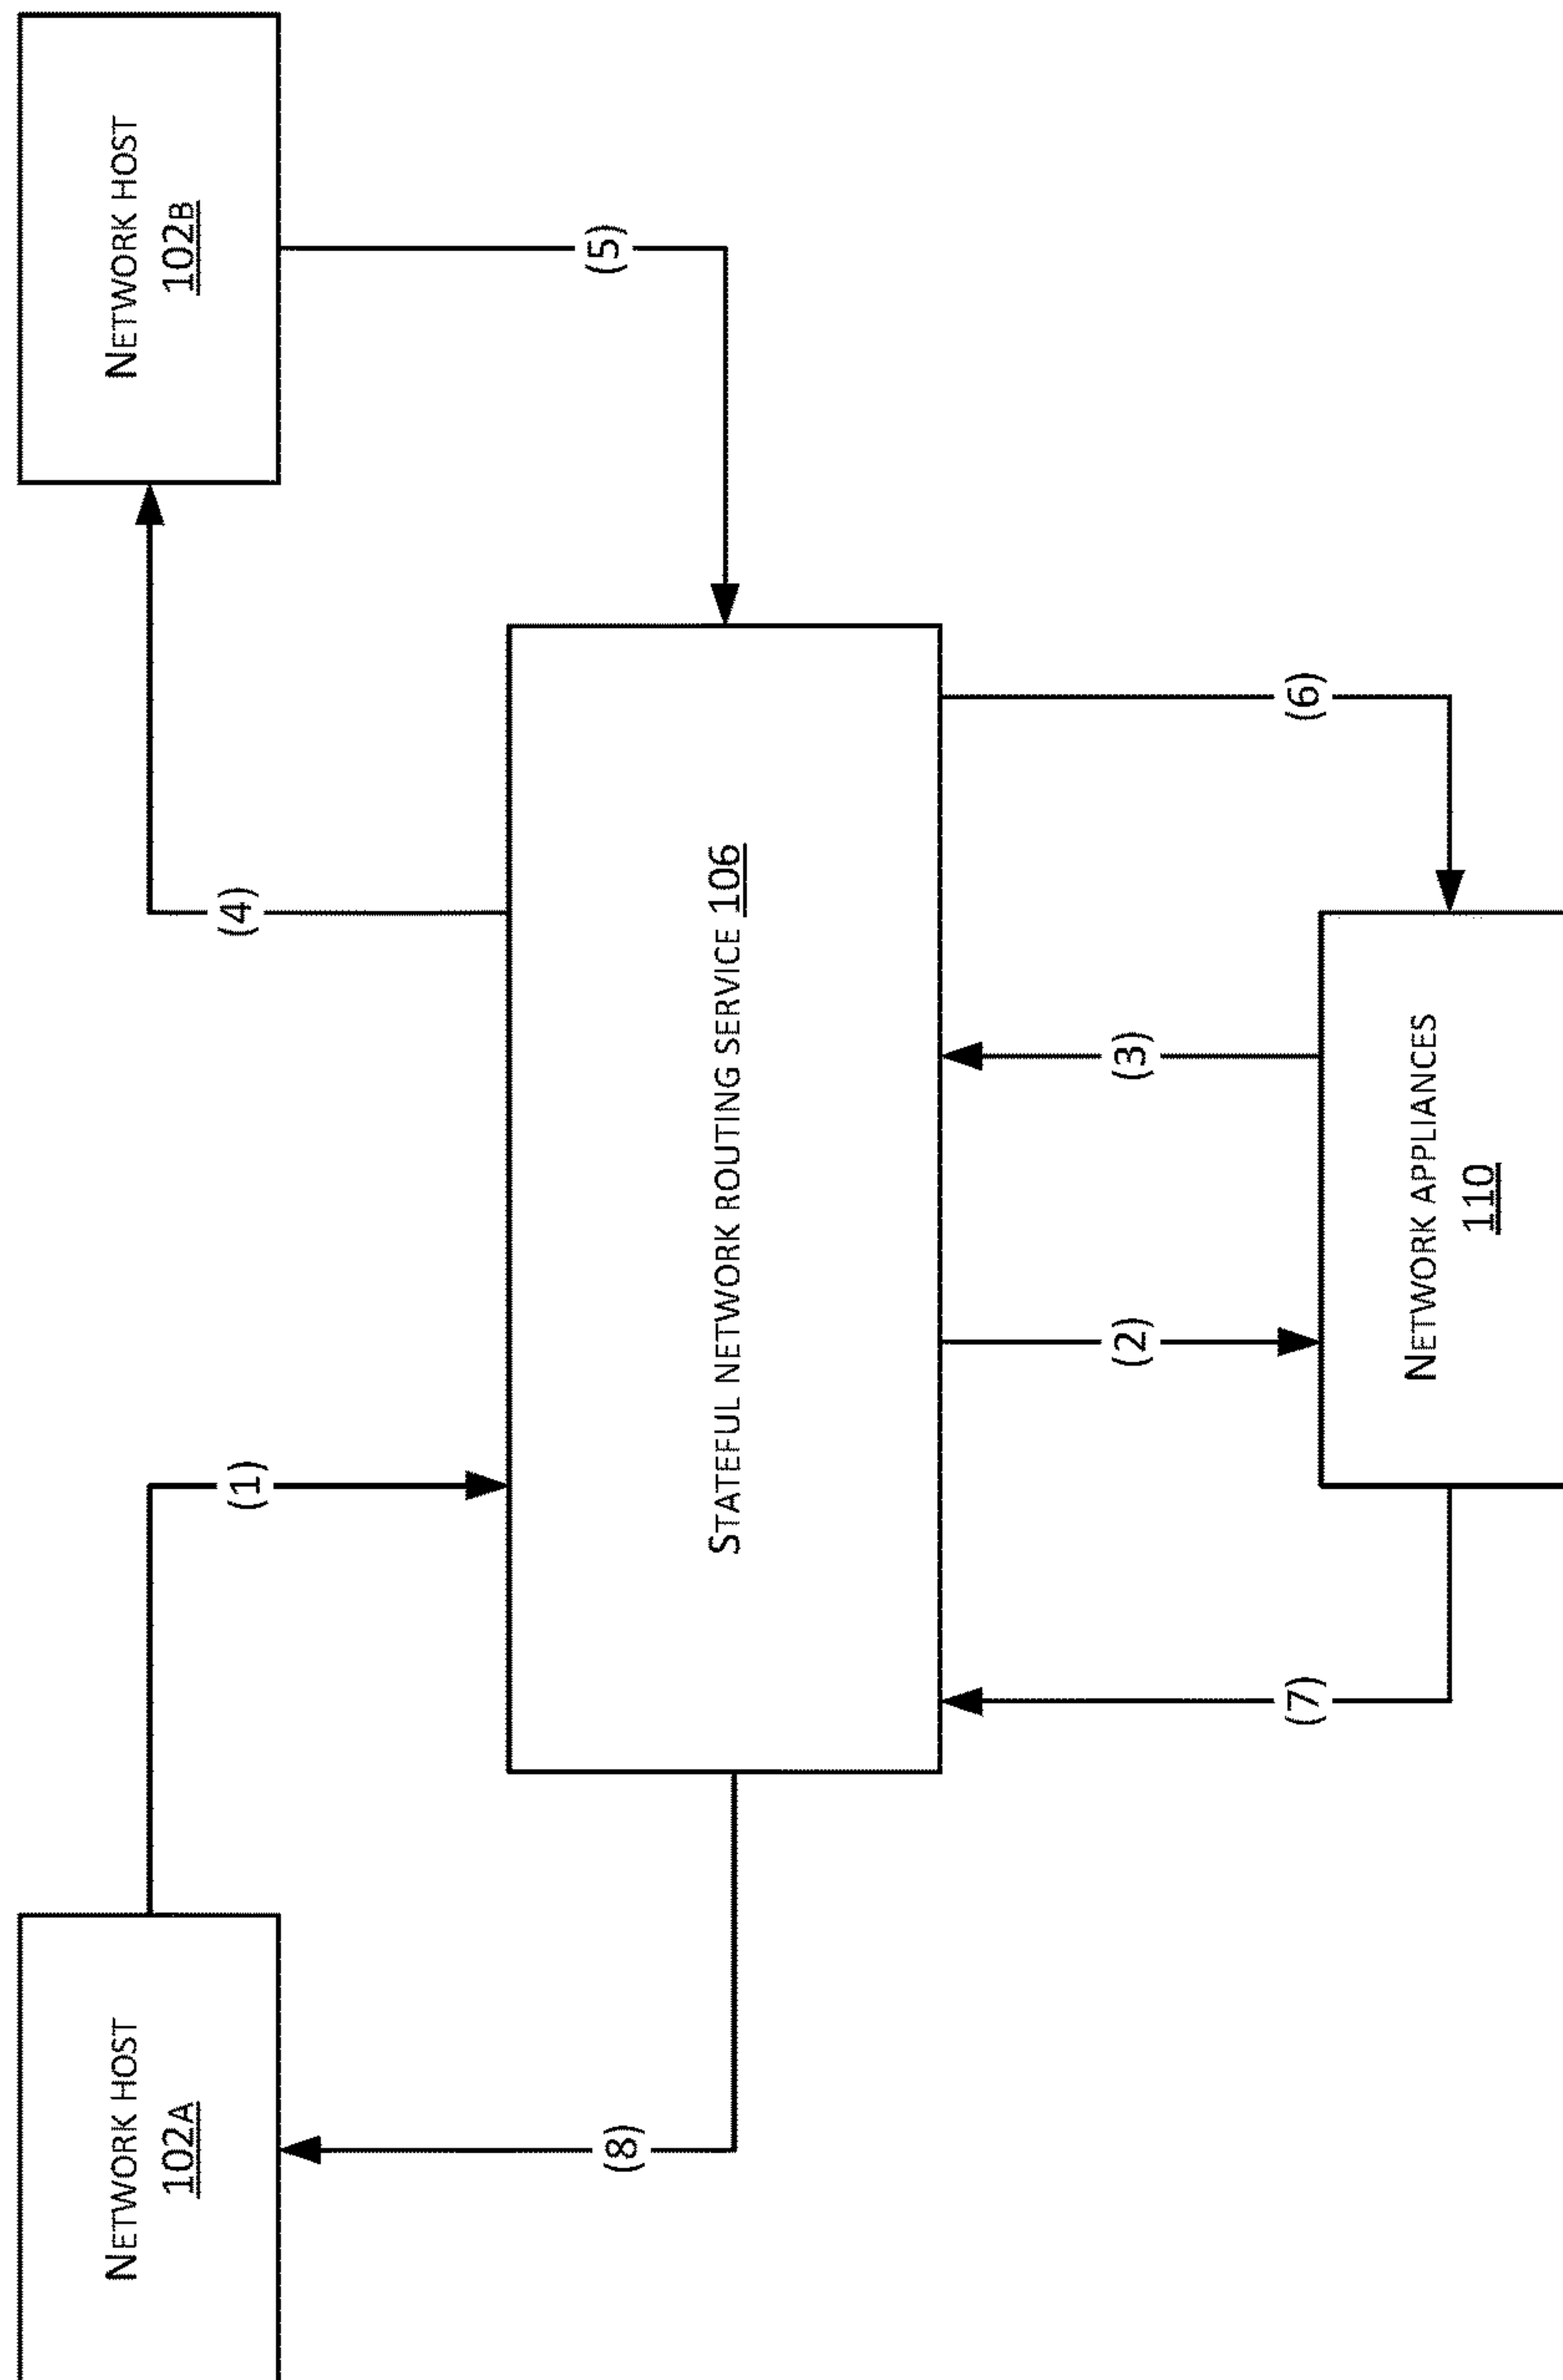 NETWORK HOST
102A
NETWORK HOST
102B
(1)
(4)
(8)
(5)
STATEFUL NETWORK ROUTING SERVICE 106
(2)
(3)
(7)
(6)
NETWORK APPLIANCES
110